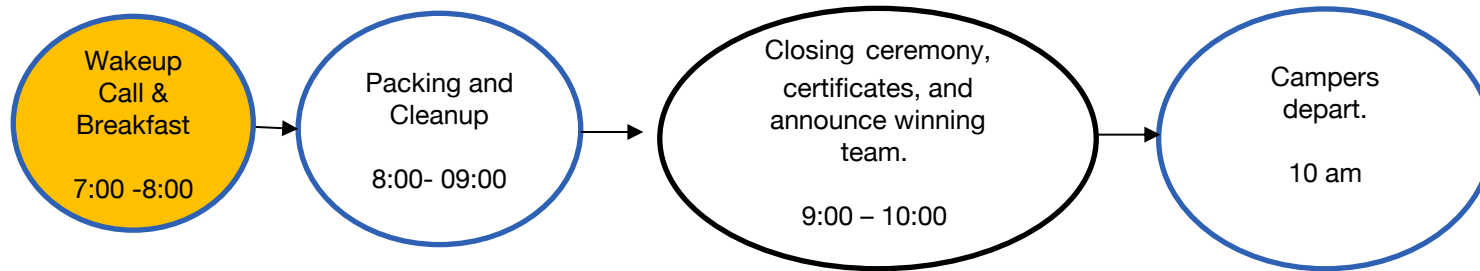 Wakeup
Call &
Breakfast
7:00 -8:00
Packing and
Cleanup
8:00- 09:00
Closing ceremony,
certificates, and
announce winning
team.
9:00 – 10:00
Campers
depart.
10 am